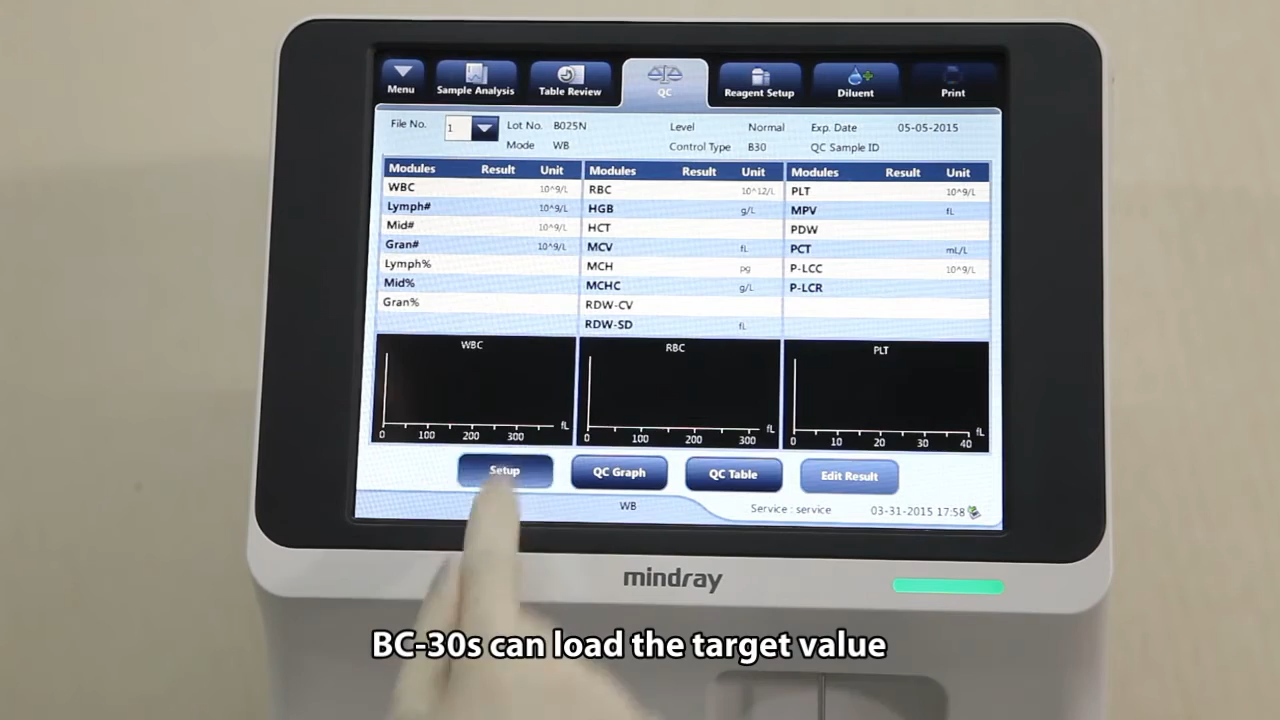 Menu Sample Analysis Table Review QC Reagent Setup Diluent Print
File No. 1 Lot No. B025N Level Normal Exp. Date 05-05-2015
Mode WB Control Type B30 QC Sample ID
Modules Result Unit Modules Result Unit Modules Result Unit
WBC 10^9/L RBC 10^12/L PLT 10^9/L
Lymph# 10^9/L HGB g/L MPV fL
Mid# 10^9/L HCT PDW
Gran# 10^9/L MCV fL PCT mL/L
Lymph% MCH pg P-LCC 10^9/L
Mid% MCHC g/L P-LCR
Gran% RDW-CV
RDW-SD fL
WBC RBC PLT
fL fL fL
0 100 200 300 0 100 200 300 0 10 20 30 40
Setup QC Graph QC Table Edit Result
WB Service : service 03-31-2015 17:58
mindray
BC-30s can load the target value